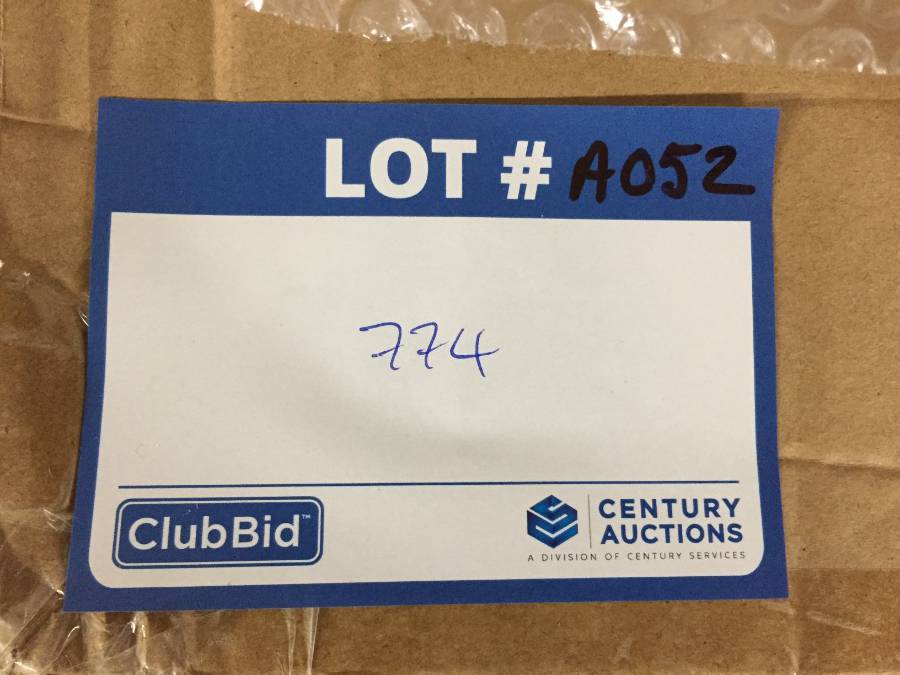 LOT # A052
774
ClubBid™
CENTURY
AUCTIONS
A DIVISION OF CENTURY SERVICES